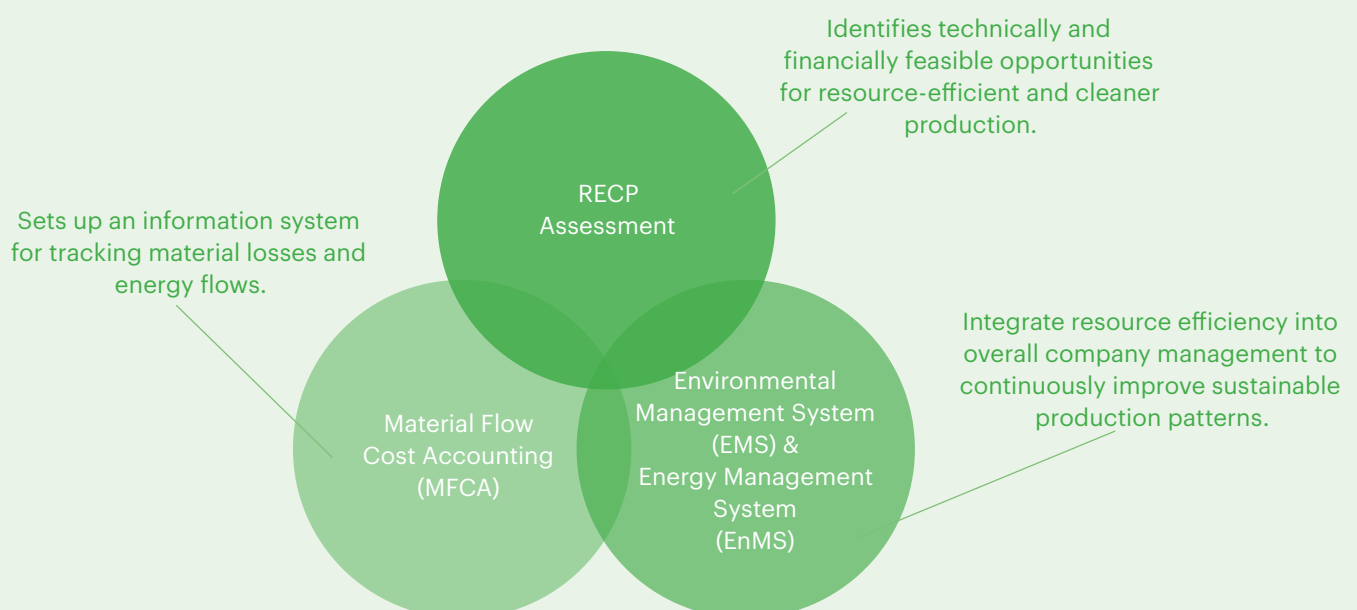 Identifies technically and
financially feasible opportunities
for resource-efficient and cleaner
production.
RECP
Assessment
Sets up an information system
for tracking material losses and
energy flows.
Integrate resource efficiency into
overall company management to
continuously improve sustainable
production patterns.
Material Flow
Cost Accounting
(MFCA)
Environmental
Management System
(EMS) &
Energy Management
System
(EnMS)